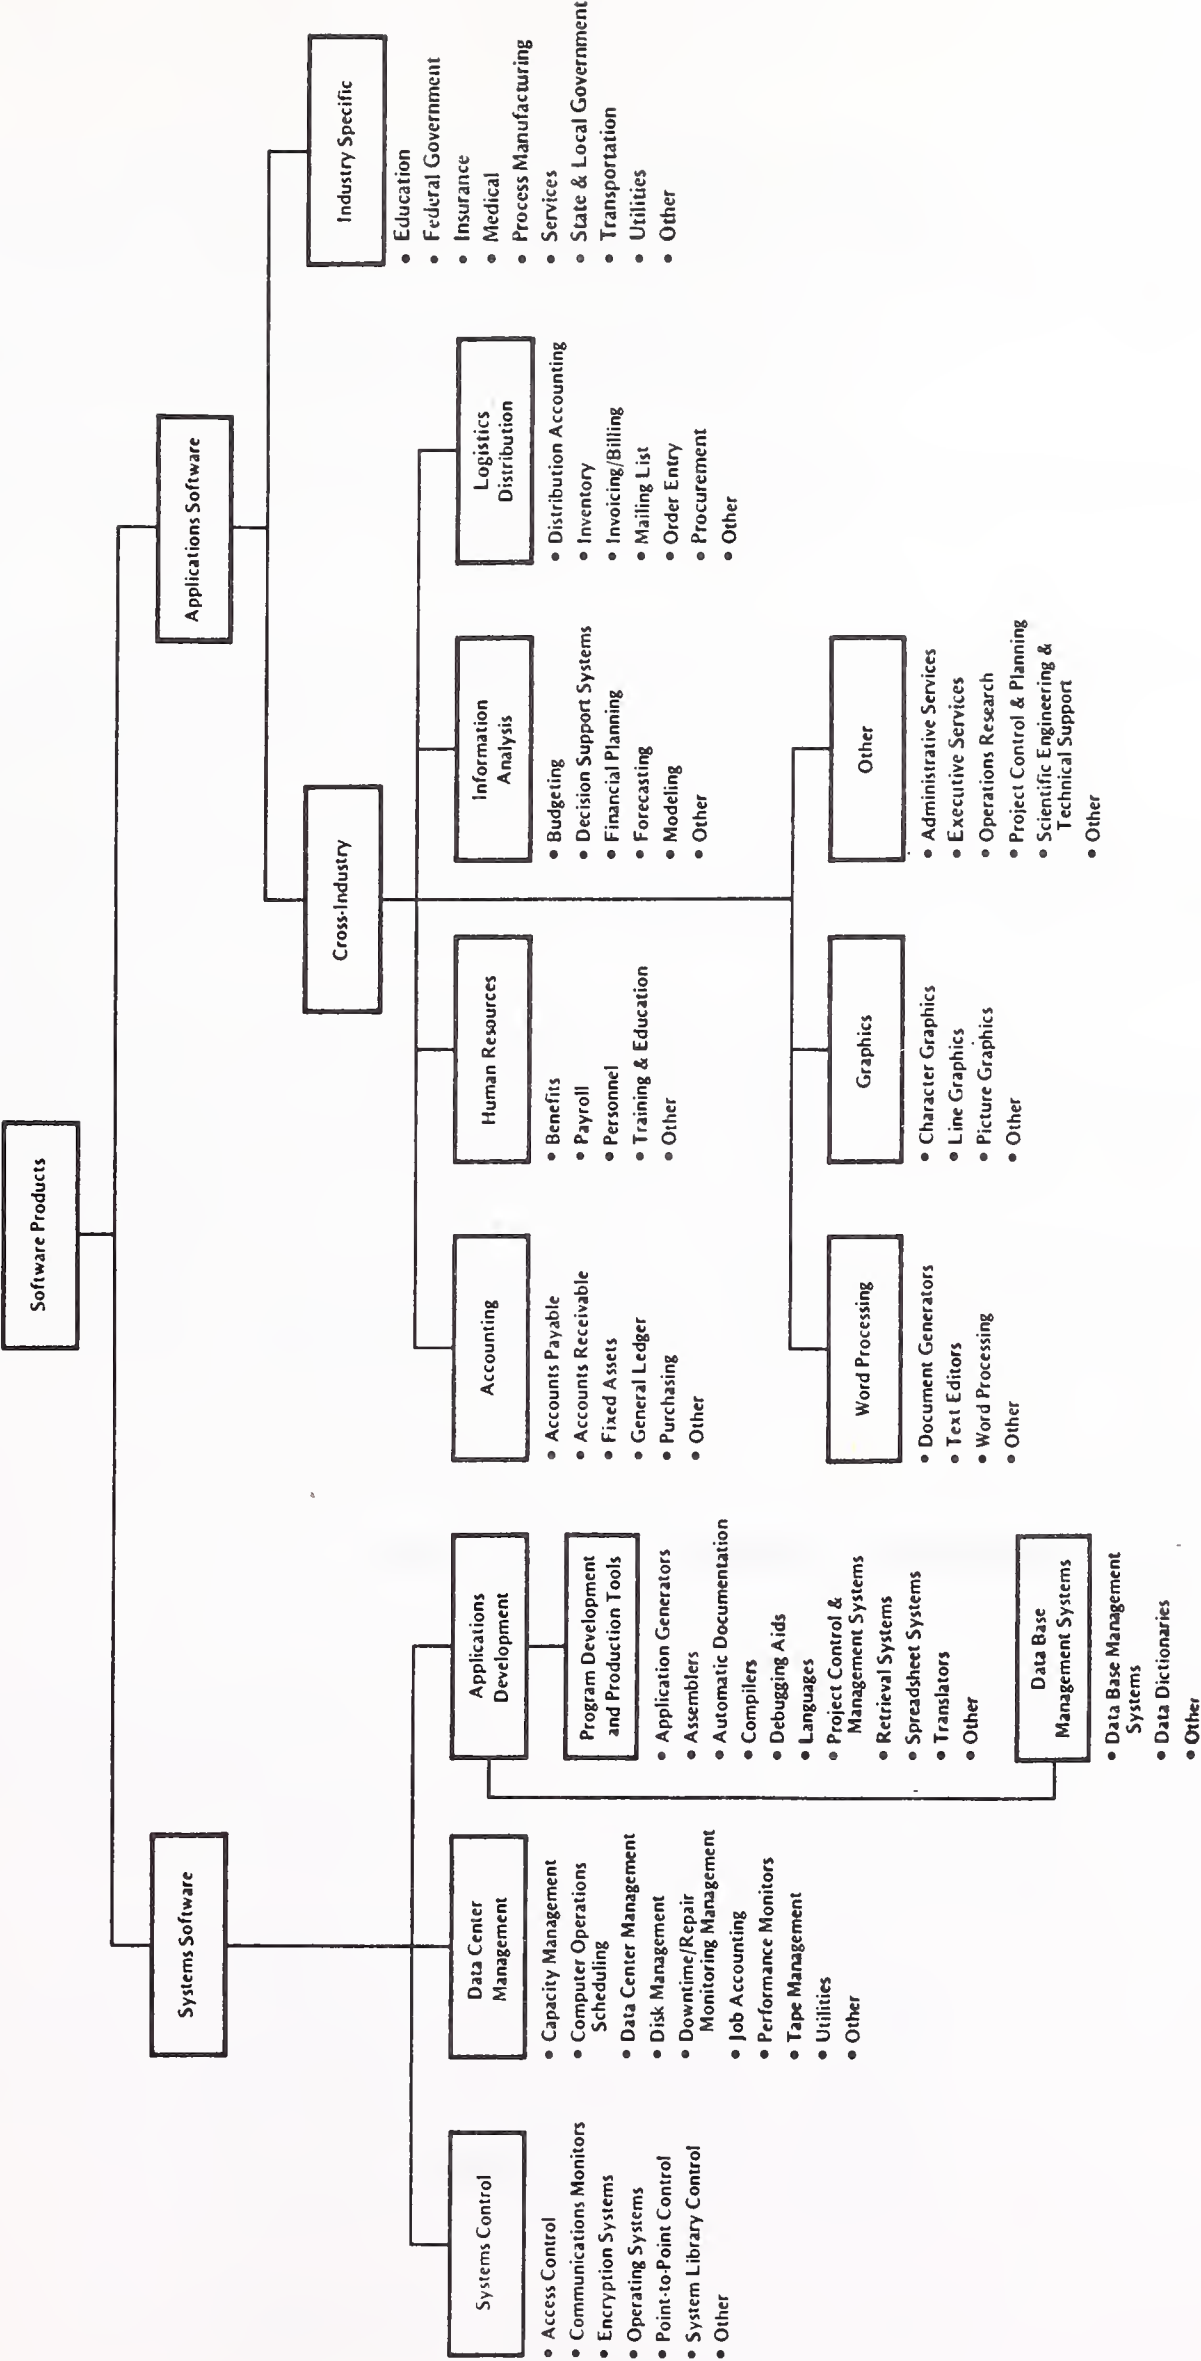 Software Products
Systems Software
Applications Software
Cross-Industry
Industry Specific
• Education
• Federal Government
• Insurance
• Medical
• Process Manufacturing
• Services
• State & Local Government
• Transportation
• Utilities
• Other
Systems Control
• Access Control
• Communications Monitors
• Encryption Systems
• Operating Systems
• Point-to-Point Control
• System Library Control
• Other
Data Center
Management
• Capacity Management
• Computer Operations
Scheduling
• Data Center Management
• Disk Management
• Downtime/Repair
Monitoring Management
• Job Accounting
• Performance Monitors
• Tape Management
• Utilities
• Other
Applications
Development
Program Development
and Production Tools
• Application Generators
• Assemblers
• Automatic Documentation
• Compilers
• Debugging Aids
• Languages
• Project Control &
Management Systems
• Retrieval Systems
• Spreadsheet Systems
• Translators
• Other
Data Base
Management Systems
• Data Base Management
Systems
• Data Dictionaries
• Other
Accounting
• Accounts Payable
• Accounts Receivable
• Fixed Assets
• General Ledger
• Purchasing
• Other
Human Resources
• Benefits
• Payroll
• Personnel
• Training & Education
• Other
Information
Analysis
• Budgeting
• Decision Support Systems
• Financial Planning
• Forecasting
• Modeling
• Other
Logistics
Distribution
• Distribution Accounting
• Inventory
• Invoicing/Billing
• Mailing List
• Order Entry
• Procurement
• Other
Word Processing
• Document Generators
• Text Editors
• Word Processing
• Other
Graphics
• Character Graphics
• Line Graphics
• Picture Graphics
• Other
Other
• Administrative Services
• Executive Services
• Operations Research
• Project Control & Planning
• Scientific Engineering &
Technical Support
• Other